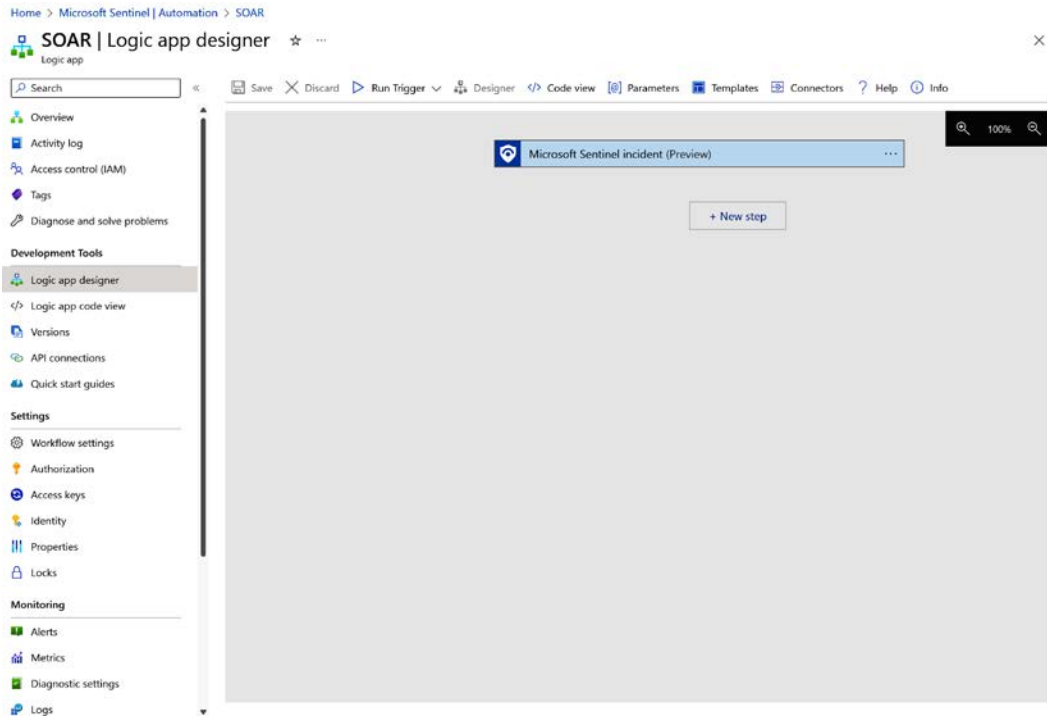 Home > Microsoft Sentinel | Automation > SOAR
SOAR | Logic app designer
Logic app
Search
Save Discard Run Trigger Designer Code view Parameters Templates Connectors Help Info
Overview
100%
Activity log
Microsoft Sentinel incident (Preview)
Access control (IAM)
Tags
+ New step
Diagnose and solve problems
Development Tools
Logic app designer
Logic app code view
Versions
API connections
Quick start guides
Settings
Workflow settings
Authorization
Access keys
Identity
Properties
Locks
Monitoring
Alerts
Metrics
Diagnostic settings
Logs